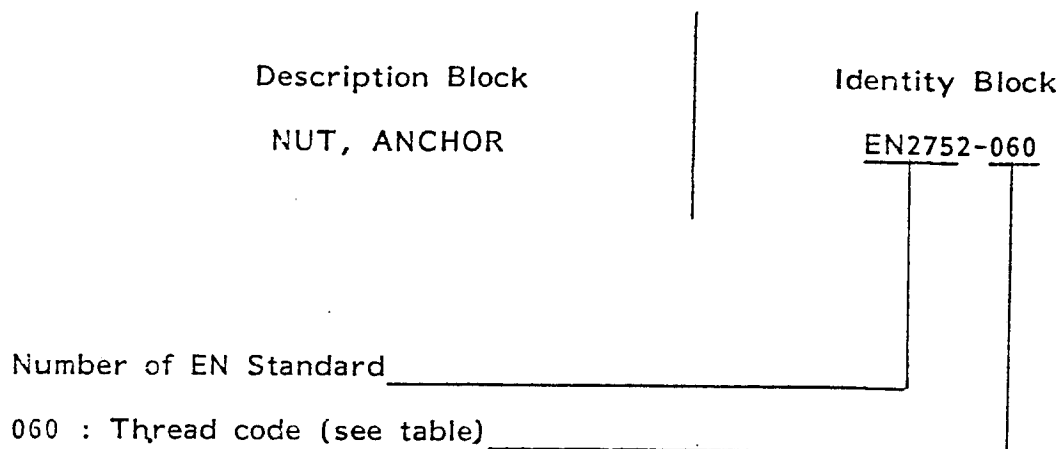 Description Block
Identity Block
NUT, ANCHOR
EN2752-060
Number of EN Standard
060 : Thread code (see table)